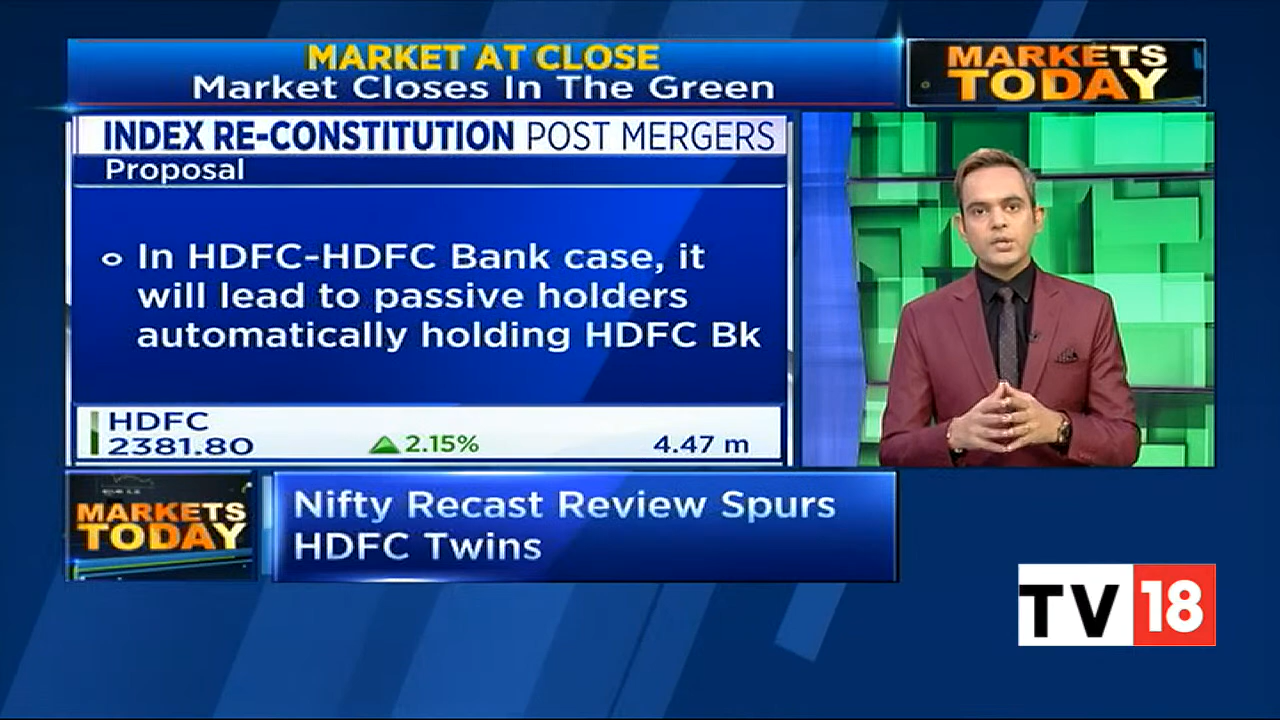 MARKET AT CLOSE
Market Closes In The Green
MARKETS
TODAY
INDEX RE-CONSTITUTION POST MERGERS
Proposal
In HDFC-HDFC Bank case, it
will lead to passive holders
automatically holding HDFC Bk
HDFC
2381.80 2.15% 4.47 m
MARKETS
TODAY
Nifty Recast Review Spurs
HDFC Twins
TV18